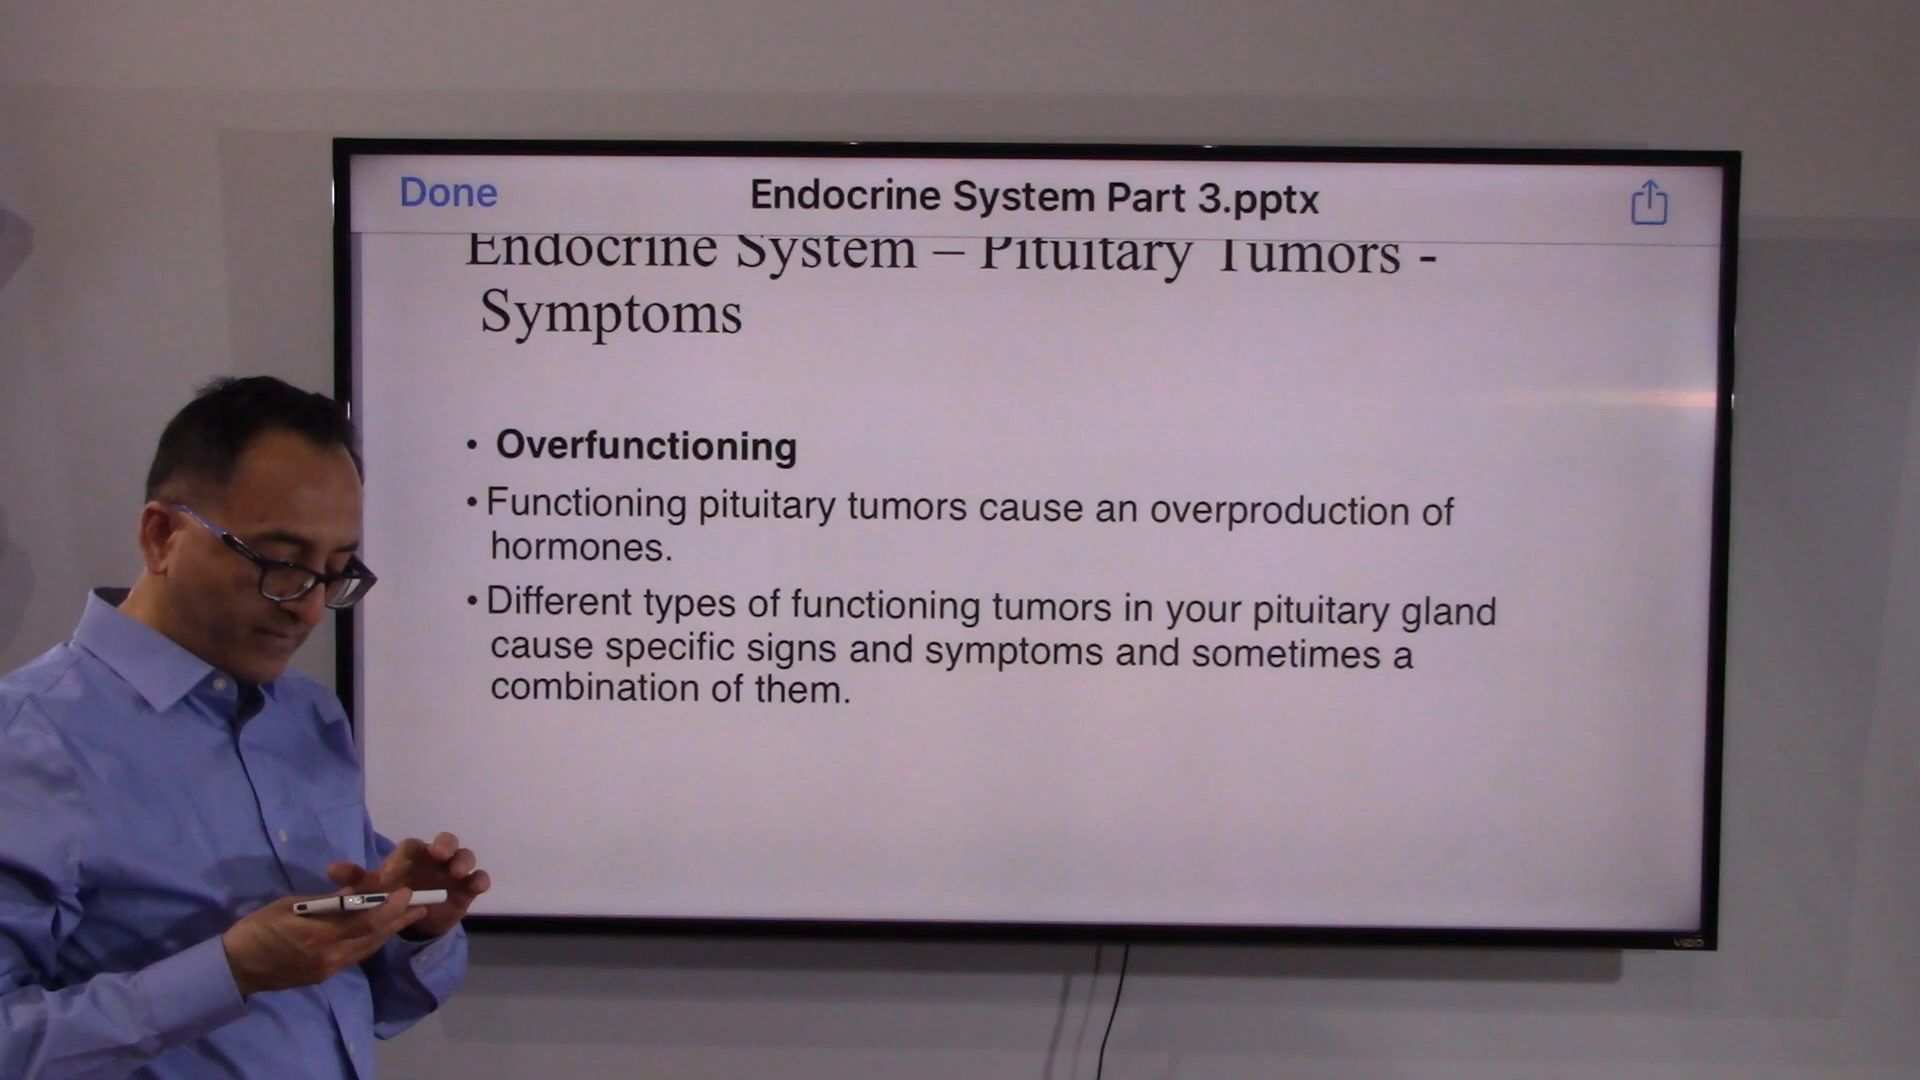 Done
Endocrine System Part 3.pptx
Endocrine System – Pituitary Tumors -
Symptoms
• Overfunctioning
• Functioning pituitary tumors cause an overproduction of
hormones.
• Different types of functioning tumors in your pituitary gland
cause specific signs and symptoms and sometimes a
combination of them.
VIZIO